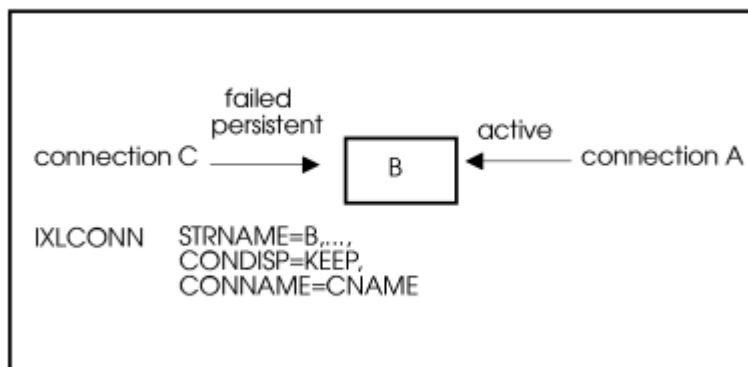 failed
persistent
active
connection C
B
connection A
IXLCONN STRNAME=B,...,
CONDISP=KEEP,
CONNAME=CNAME